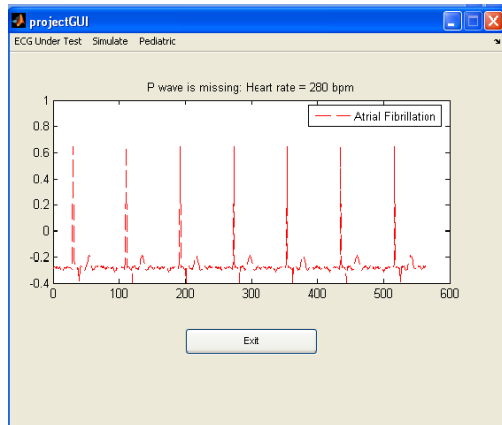 projectGUI
ECG Under Test Simulate Pediatric
P wave is missing: Heart rate = 280 bpm
1
Atrial Fibrillation
0.8
0.6
0.4
0.2
0
-0.2
-0.4
0 100 200 300 400 500 600
Exit